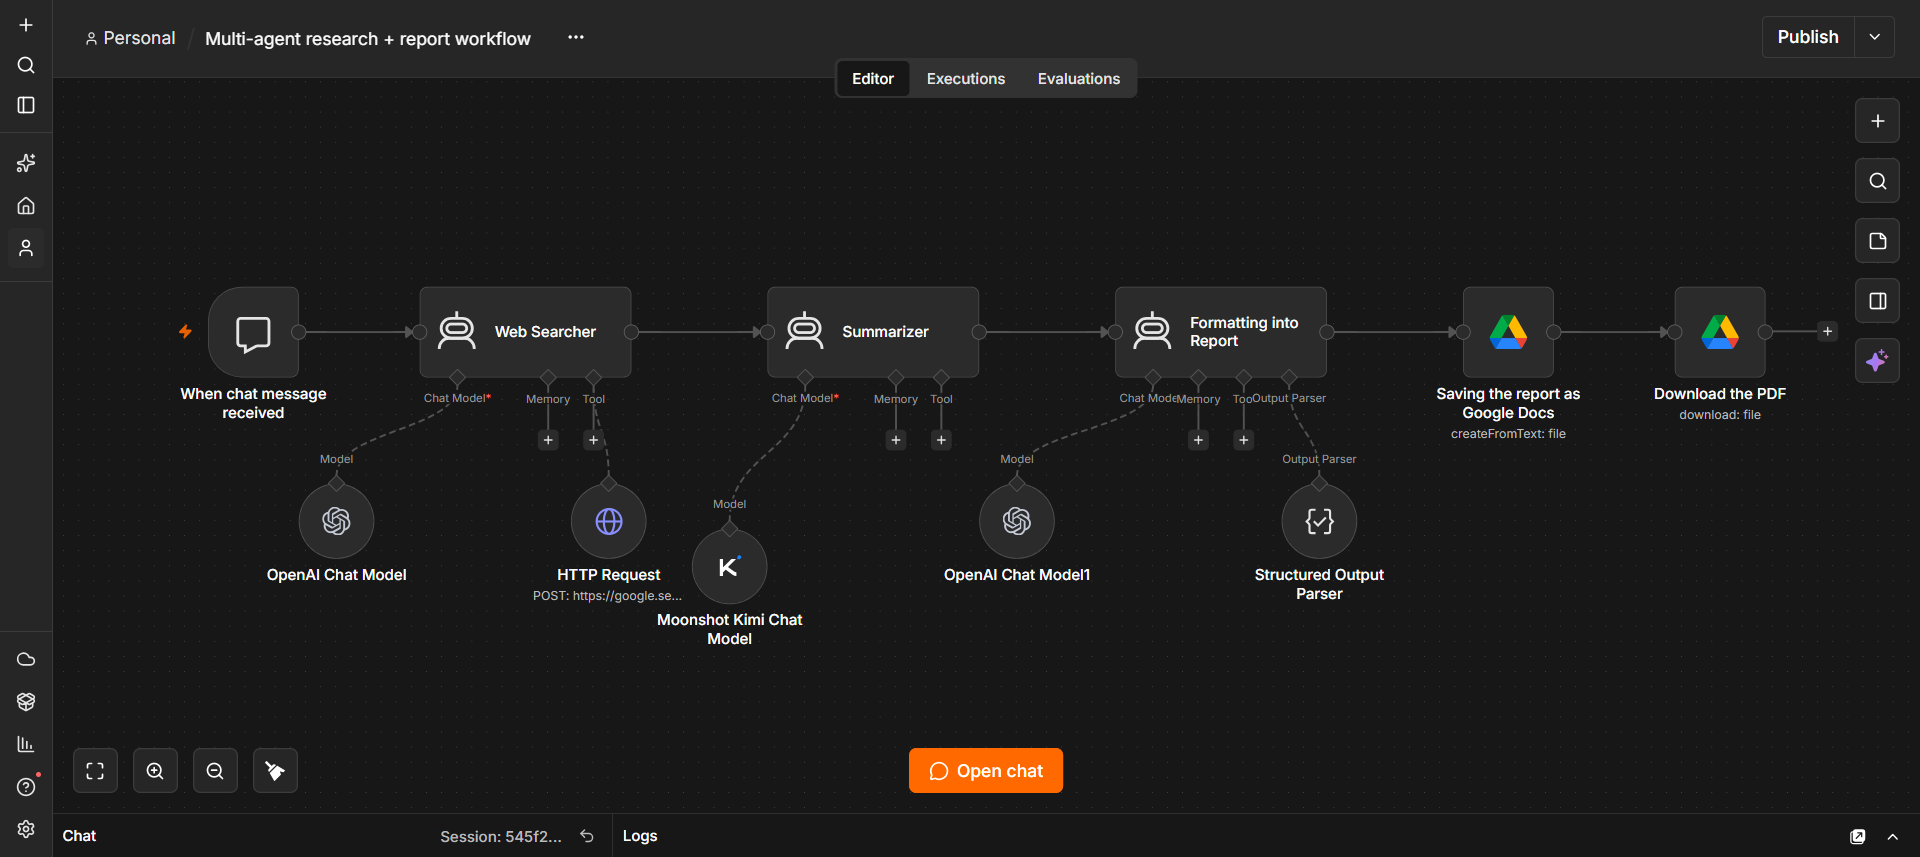 Personal / Multi-agent research + report workflow ...
Publish
Editor Executions Evaluations
Web Searcher
Summarizer
Formatting into
Report
When chat message
received
Chat Model*
Memory
Tool
Chat Model*
Memory
Tool
Chat Mode
Memory
Too
Output Parser
Saving the report as
Google Docs
createFromText: file
Download the PDF
download: file
Model
Model
Model
Output Parser
OpenAI Chat Model
HTTP Request
POST: https://google.se...
Moonshot Kimi Chat
Model
OpenAI Chat Model1
Structured Output
Parser
Open chat
Chat
Session: 545f2...
Logs